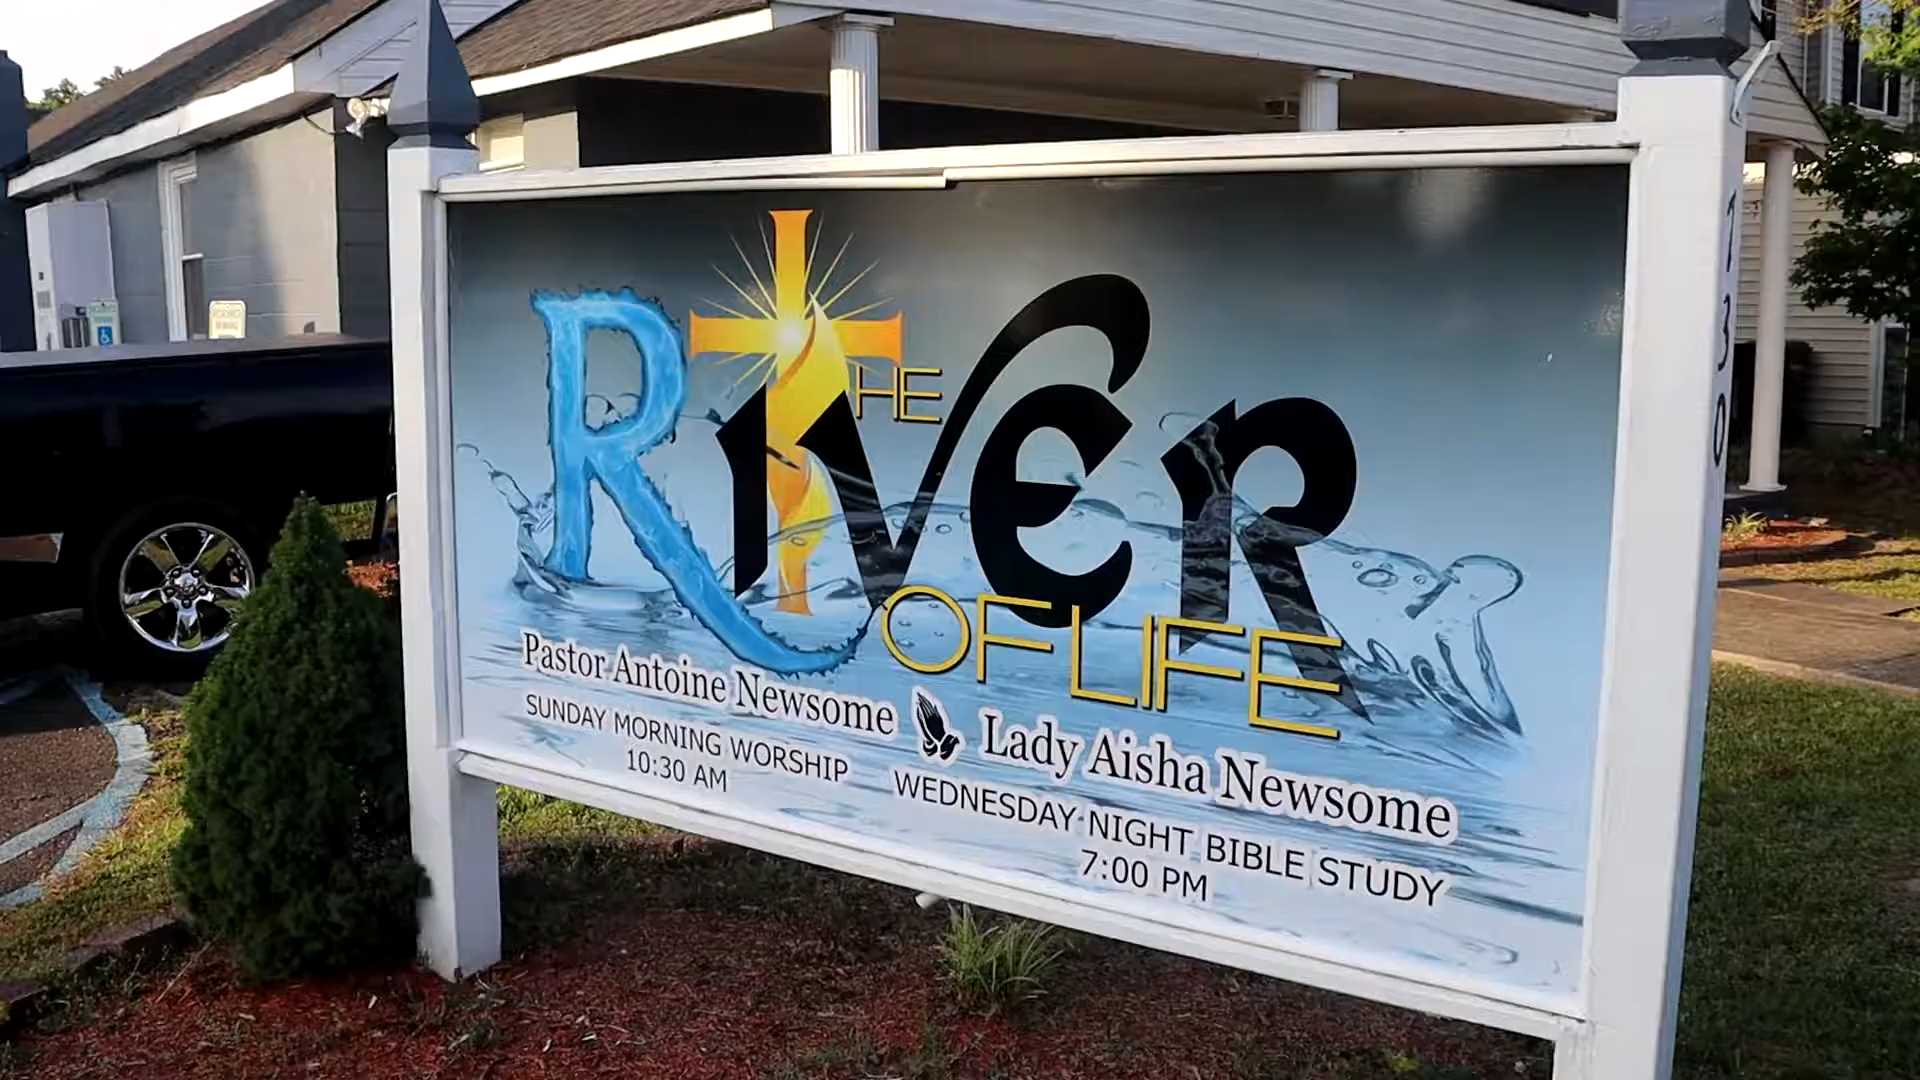 THE
RiVER
OF LIFE
Pastor Antoine Newsome Lady Aisha Newsome
SUNDAY MORNING WORSHIP
10:30 AM
WEDNESDAY NIGHT BIBLE STUDY
7:00 PM
1730